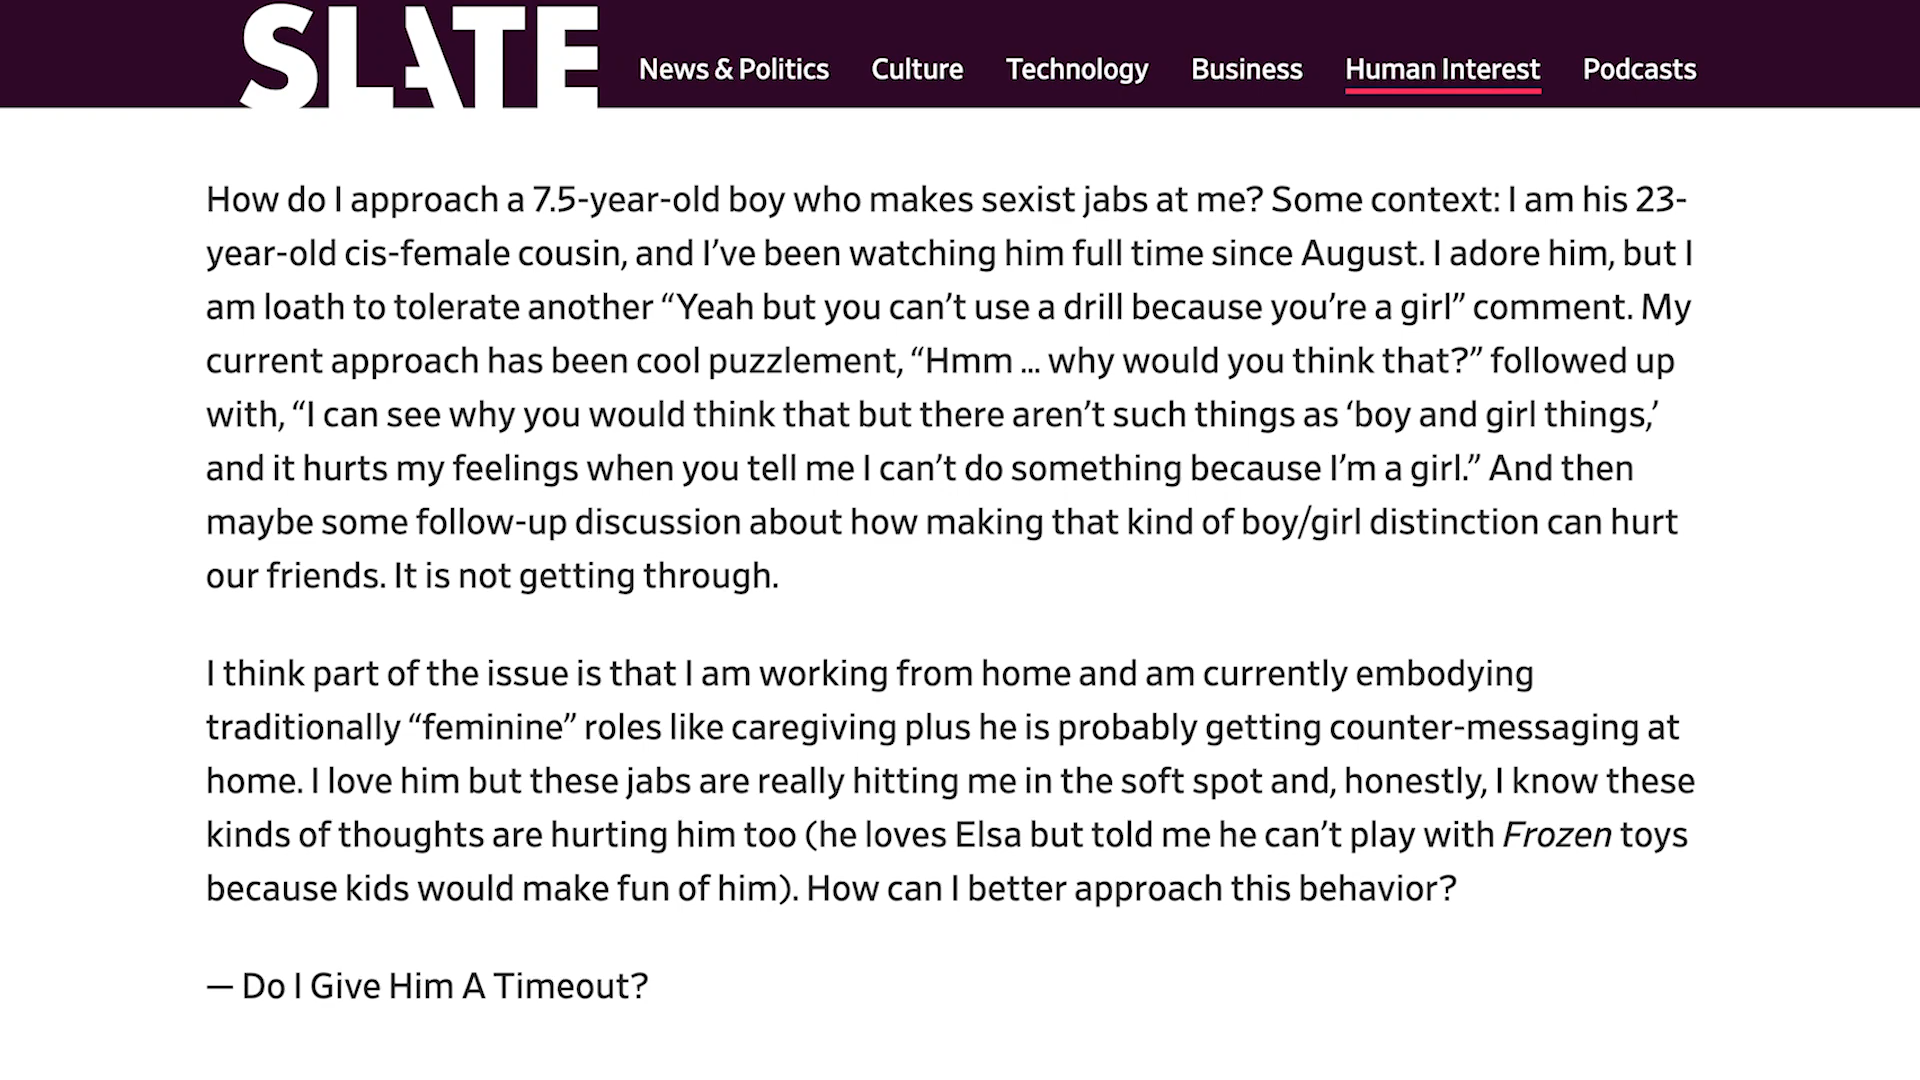 SLATE
News & Politics Culture Technology Business Human Interest Podcasts
How do I approach a 7.5-year-old boy who makes sexist jabs at me? Some context: I am his 23-
year-old cis-female cousin, and I’ve been watching him full time since August. I adore him, but I
am loath to tolerate another “Yeah but you can’t use a drill because you’re a girl” comment. My
current approach has been cool puzzlement, “Hmm … why would you think that?” followed up
with, “I can see why you would think that but there aren’t such things as ‘boy and girl things,’
and it hurts my feelings when you tell me I can’t do something because I’m a girl.” And then
maybe some follow-up discussion about how making that kind of boy/girl distinction can hurt
our friends. It is not getting through.
I think part of the issue is that I am working from home and am currently embodying
traditionally “feminine” roles like caregiving plus he is probably getting counter-messaging at
home. I love him but these jabs are really hitting me in the soft spot and, honestly, I know these
kinds of thoughts are hurting him too (he loves Elsa but told me he can’t play with Frozen toys
because kids would make fun of him). How can I better approach this behavior?
— Do I Give Him A Timeout?